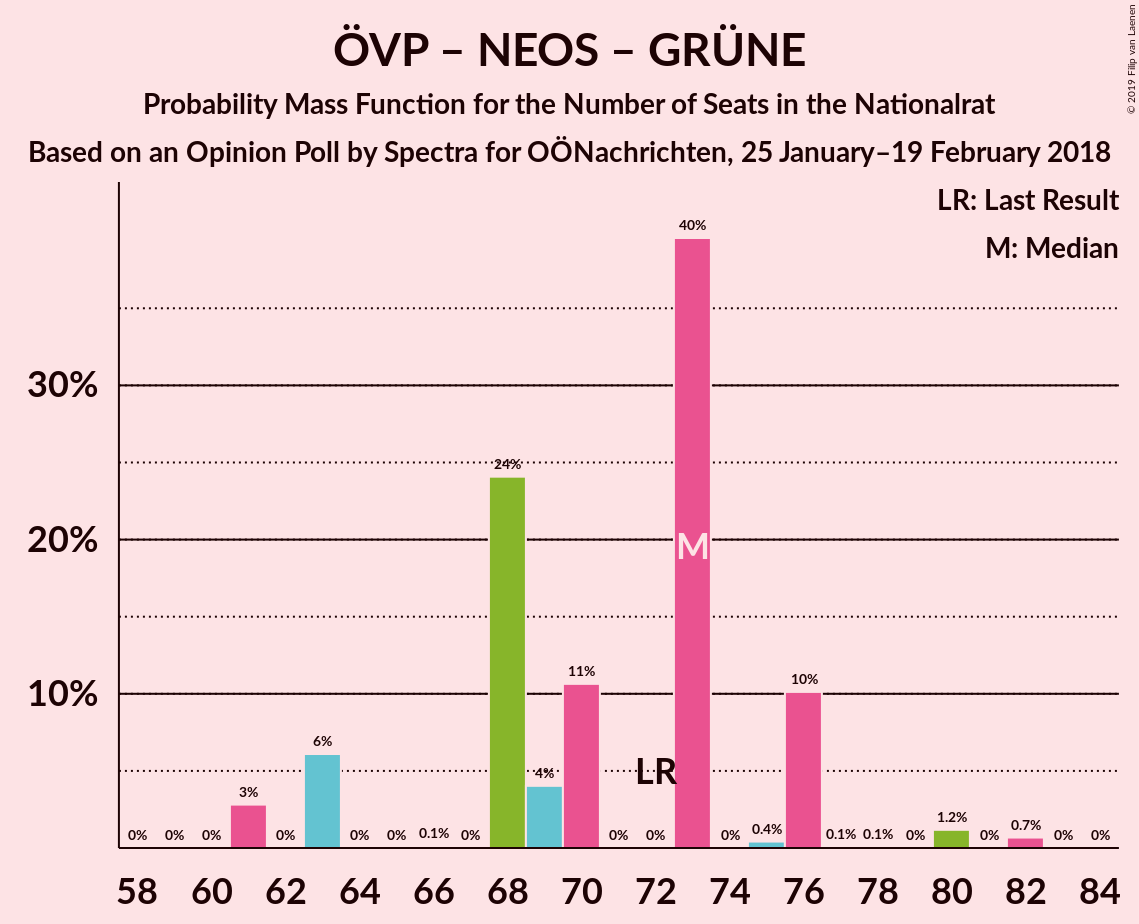 ÖVP – NEOS – GRÜNE
Probability Mass Function for the Number of Seats in the Nationalrat
Based on an Opinion Poll by Spectra for OÖNachrichten, 25 January–19 February 2018
© 2019 Filip van Laenen
LR: Last Result
M: Median
30%
20%
10%
0% 0% 0% 3% 0% 6% 0% 0% 0.1% 0% 24% 4% 11% 0% 0% 40% 0% 0.4% 10% 0.1% 0.1% 0% 1.2% 0% 0.7% 0% 0%
M
LR
58 60 62 64 66 68 70 72 74 76 78 80 82 84